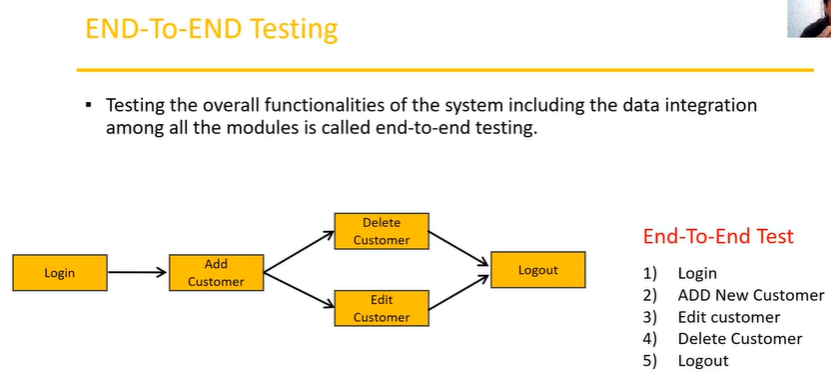 END-To-END Testing
▪ Testing the overall functionalities of the system including the data integration
among all the modules is called end-to-end testing.
Login
Add
Customer
Delete
Customer
Edit
Customer
Logout
End-To-End Test
1) Login
2) ADD New Customer
3) Edit customer
4) Delete Customer
5) Logout